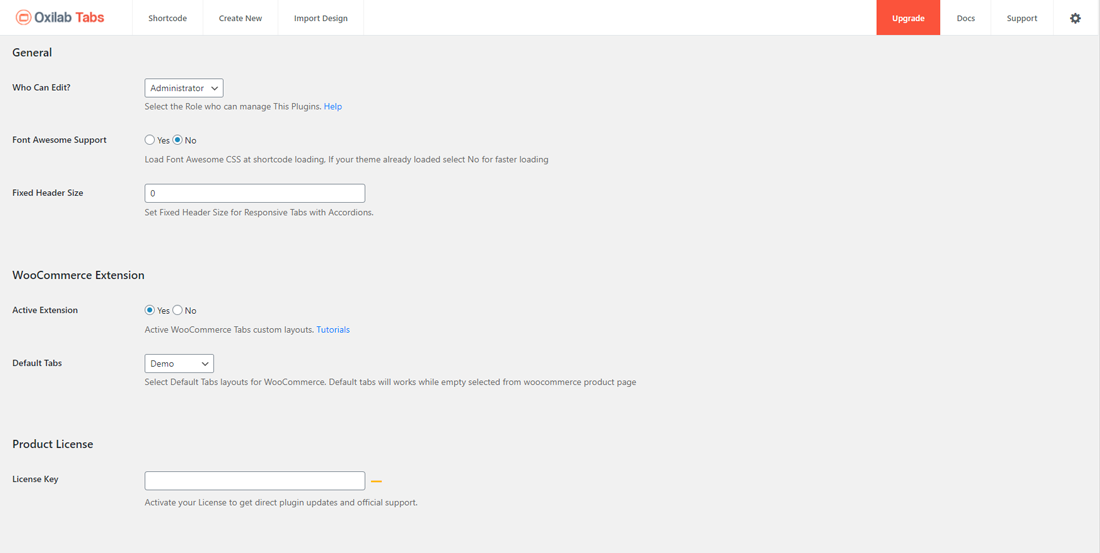 Oxilab Tabs
Shortcode
Create New
Import Design
Upgrade
Docs
Support
General
Who Can Edit?
Administrator
Select the Role who can manage This Plugins. Help
Font Awesome Support
Yes No
Load Font Awesome CSS at shortcode loading, If your theme already loaded select No for faster loading
Fixed Header Size
0
Set Fixed Header Size for Responsive Tabs with Accordions.
WooCommerce Extension
Active Extension
Yes No
Active WooCommerce Tabs custom layouts. Tutorials
Default Tabs
Demo
Select Default Tabs layouts for WooCommerce. Default tabs will works while empty selected from woocommerce product page
Product License
License Key
Activate your License to get direct plugin updates and official support.